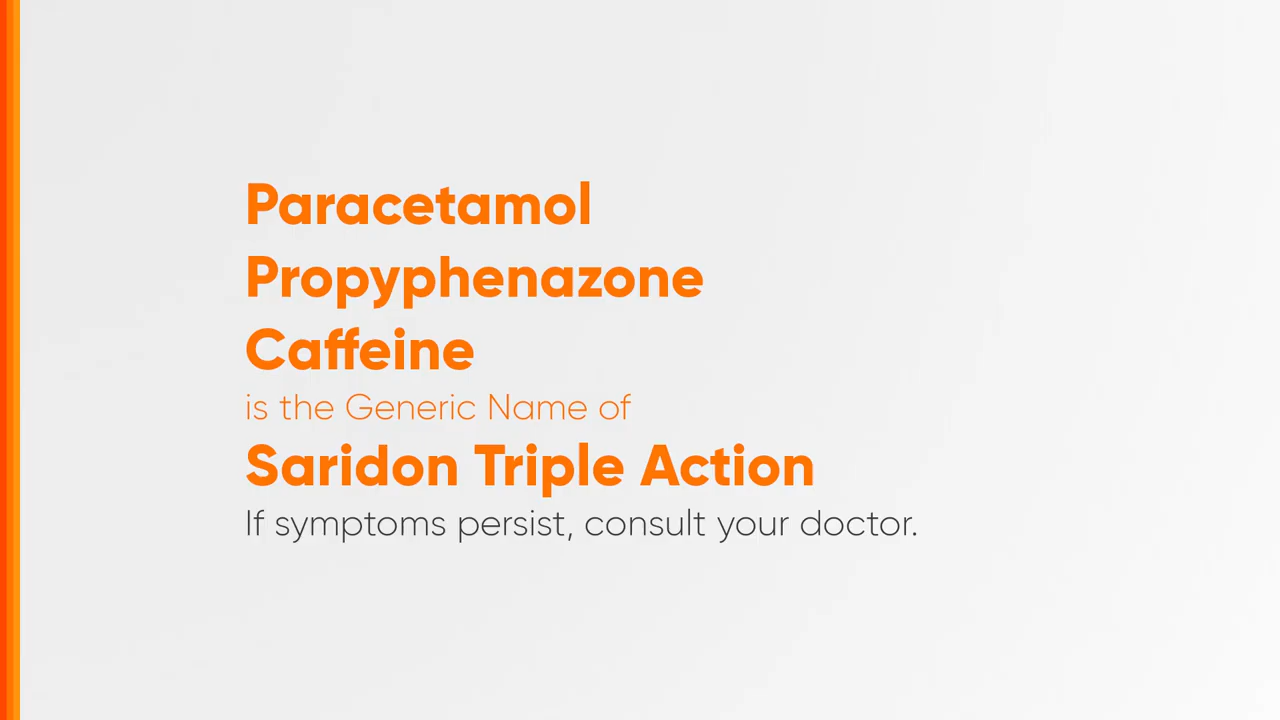 Paracetamol
Propyphenazone
Caffeine
is the Generic Name of
Saridon Triple Action
If symptoms persist, consult your doctor.